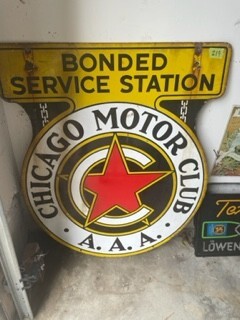 BONDED
SERVICE STATION
CHICAGO MOTOR CLUB
A.A.A.
LÖWEN